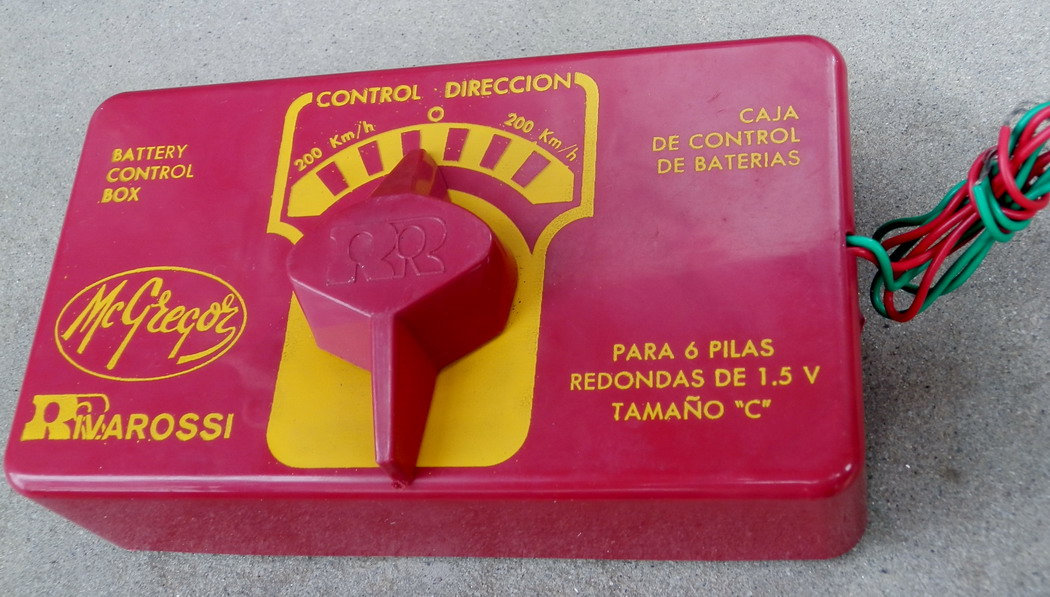 CONTROL DIRECCION
200 Km/h
O
200 Km/h
BATTERY
CONTROL
BOX
CAJA
DE CONTROL
DE BATERIAS
RR
McGregor
RIVAROSSI
PARA 6 PILAS
REDONDAS DE 1.5 V
TAMAÑO "C"